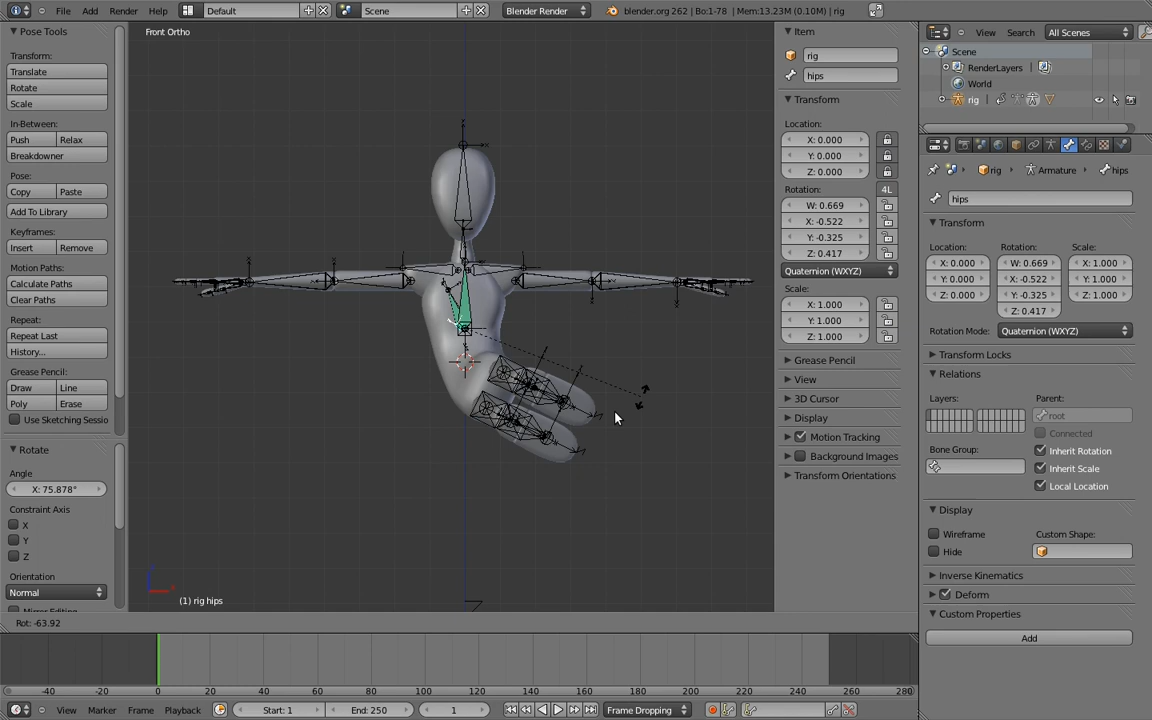 File Add Render Help Default Scene Blender Render blender.org 262 | Bo:1-78 | Mem:13.23M (0.10M) | rig
Pose Tools
Transform:
Translate
Rotate
Scale
In-Between:
Push Relax
Breakdowner
Pose:
Copy Paste
Add To Library
Keyframes:
Insert Remove
Motion Paths:
Calculate Paths
Clear Paths
Repeat:
Repeat Last
History...
Grease Pencil:
Draw Line
Poly Erase
Use Sketching Sessio
Rotate
Angle
X: 75.878°
Constraint Axis
X
Y
Z
Orientation
Normal
Front Ortho
(1) rig hips
Rot: -63.92
Item
rig
hips
Transform
Location:
X: 0.000
Y: 0.000
Z: 0.000
Rotation: 4L
W: 0.669
X: -0.522
Y: -0.325
Z: 0.417
Quaternion (WXYZ)
Scale:
X: 1.000
Y: 1.000
Z: 1.000
Grease Pencil
View
3D Cursor
Display
Motion Tracking
Background Images
Transform Orientations
View Search All Scenes
Scene
RenderLayers
World
rig
rig Armature hips
hips
Transform
Location: Rotation: Scale:
X: 0.000 W: 0.669 X: 1.000
Y: 0.000 X: -0.522 Y: 1.000
Z: 0.000 Y: -0.325 Z: 1.000
Z: 0.417
Rotation Mode: Quaternion (WXYZ)
Transform Locks
Relations
Layers: Parent:
root
Connected
Bone Group: Inherit Rotation
Inherit Scale
Local Location
Display
Wireframe Custom Shape:
Hide
Inverse Kinematics
Deform
Custom Properties
Add
-40 -20 0 20 40 60 80 100 120 140 160 180 200 220 240 260 280
View Marker Frame Playback Start: 1 End: 250 1 Frame Dropping